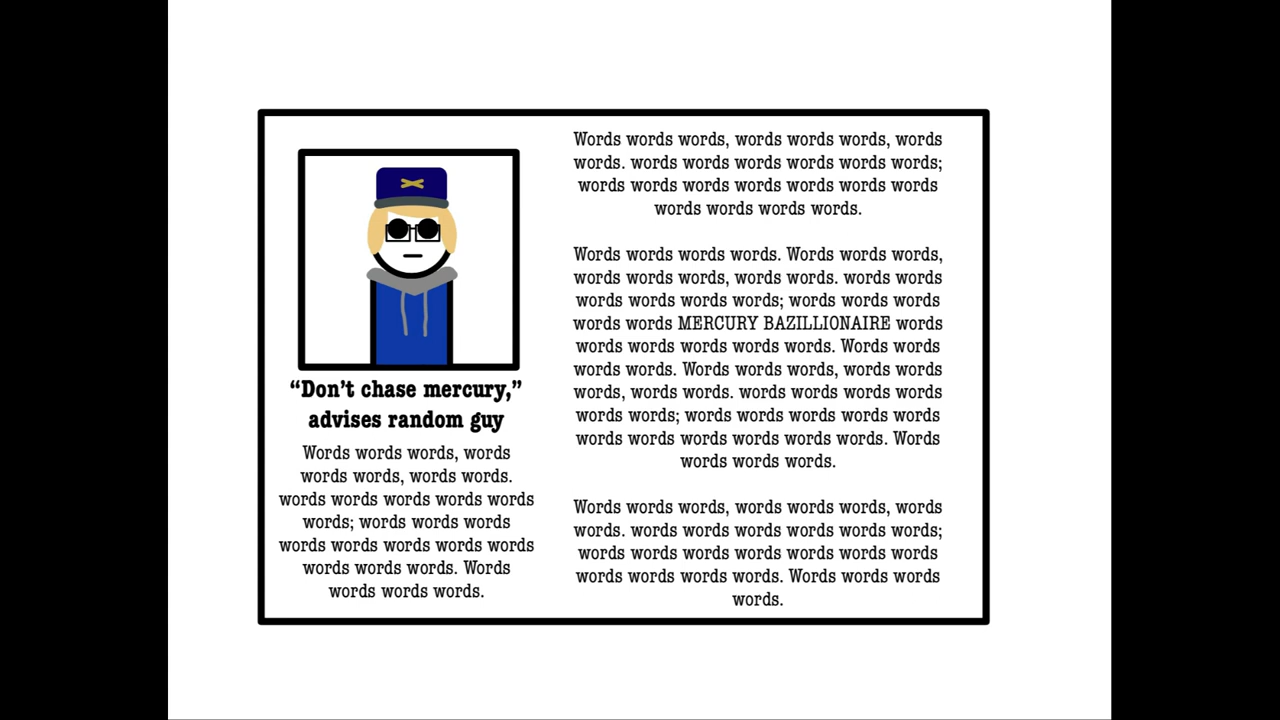 “Don’t chase mercury,”
advises random guy
Words words words, words
words words, words words.
words words words words words
words; words words words
words words words words words
words words words. Words
words words words.
Words words words, words words words, words
words. words words words words words words;
words words words words words words words
words words words words.
Words words words words. Words words words,
words words words, words words. words words
words words words words; words words words
words words MERCURY BAZILLIONAIRE words
words words words words words. Words words
words words. Words words words, words words
words, words words. words words words words
words words; words words words words words
words words words words words words. Words
words words words.
Words words words, words words words, words
words. words words words words words words;
words words words words words words words
words words words words. Words words words
words.